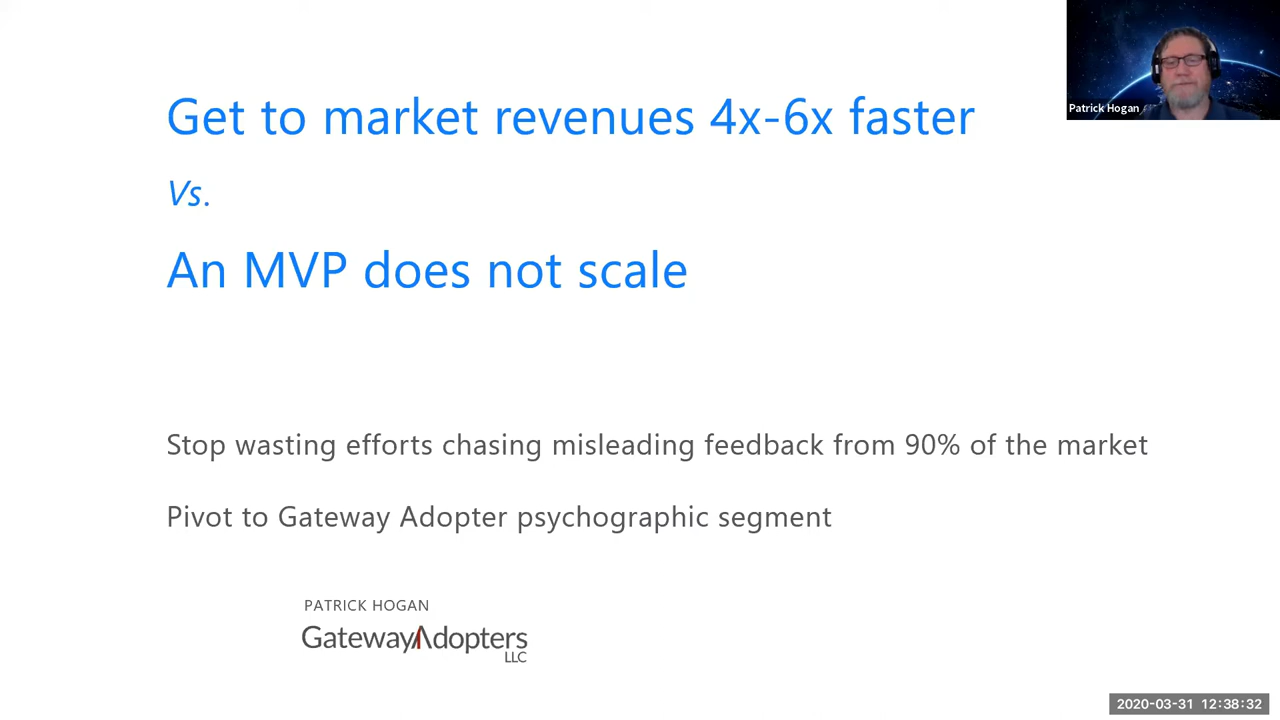 Get to market revenues 4x-6x faster
Patrick Hogan
Vs.
An MVP does not scale
Stop wasting efforts chasing misleading feedback from 90% of the market
Pivot to Gateway Adopter psychographic segment
PATRICK HOGAN
GatewayAdopters
LLC
2020-03-31 12:38:32